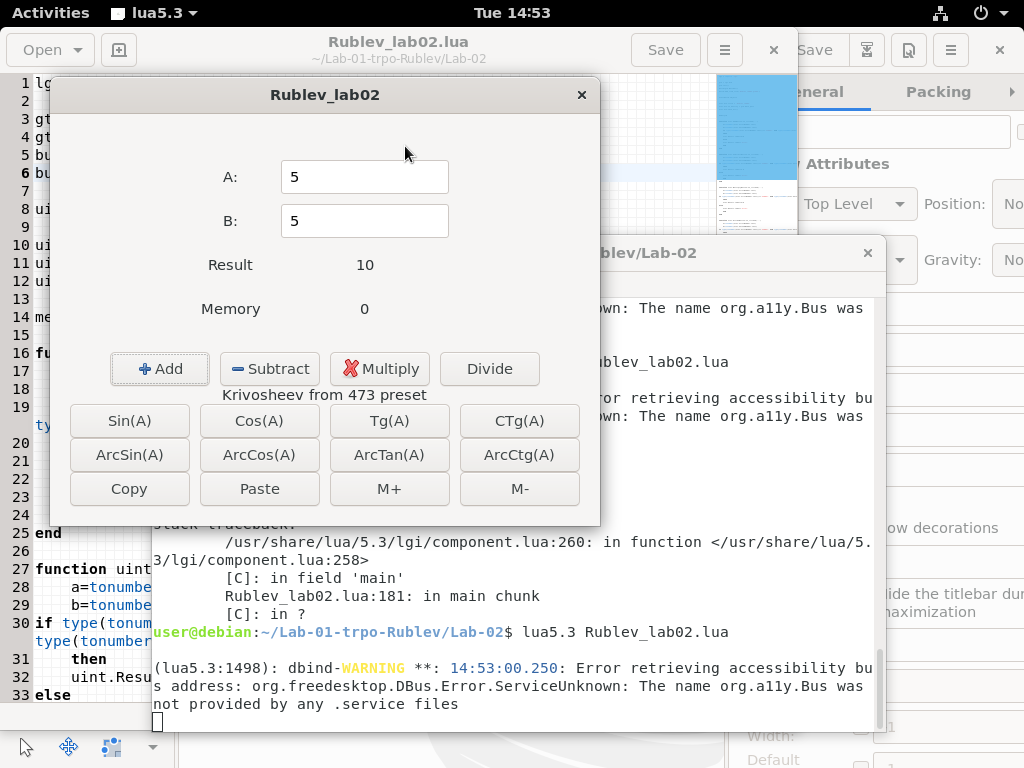 Activities lua5.3 Tue 14:53
Open Rublev_lab02.lua Save Save
~/Lab-01-trpo-Rublev/Lab-02
General Packing
Attributes
Top Level Position: No
Gravity: No
ow decorations
lide the titlebar du
maximization
Width: 1
Default
1 lg
2
3 gt
4 gt
5 bu
6 bu
7
8 ui
9
10 ui
11 ui
12 ui
13
14 me
15
16 fu
17
18
19
ty
20
21
22
23
24
25 end
26
27 function uint
28 a=tonumbe
29 b=tonumbe
30 if type(tonum
type(tonumber
31 then
32 uint.Resu
33 else
Rublev_lab02
A: 5
B: 5
Result 10
Memory 0
Add Subtract Multiply Divide
Krivosheev from 473 preset
Sin(A) Cos(A) Tg(A) CTg(A)
ArcSin(A) ArcCos(A) ArcTan(A) ArcCtg(A)
Copy Paste M+ M-
blev/Lab-02
own: The name org.a11y.Bus was
ublev_lab02.lua
ror retrieving accessibility bu
own: The name org.a11y.Bus was
stack traceback:
/usr/share/lua/5.3/lgi/component.lua:260: in function </usr/share/lua/5.
3/lgi/component.lua:258>
[C]: in field 'main'
Rublev_lab02.lua:181: in main chunk
[C]: in ?
user@debian:~/Lab-01-trpo-Rublev/Lab-02$ lua5.3 Rublev_lab02.lua
(lua5.3:1498): dbind-WARNING **: 14:53:00.250: Error retrieving accessibility bu
s address: org.freedesktop.DBus.Error.ServiceUnknown: The name org.a11y.Bus was
not provided by any .service files